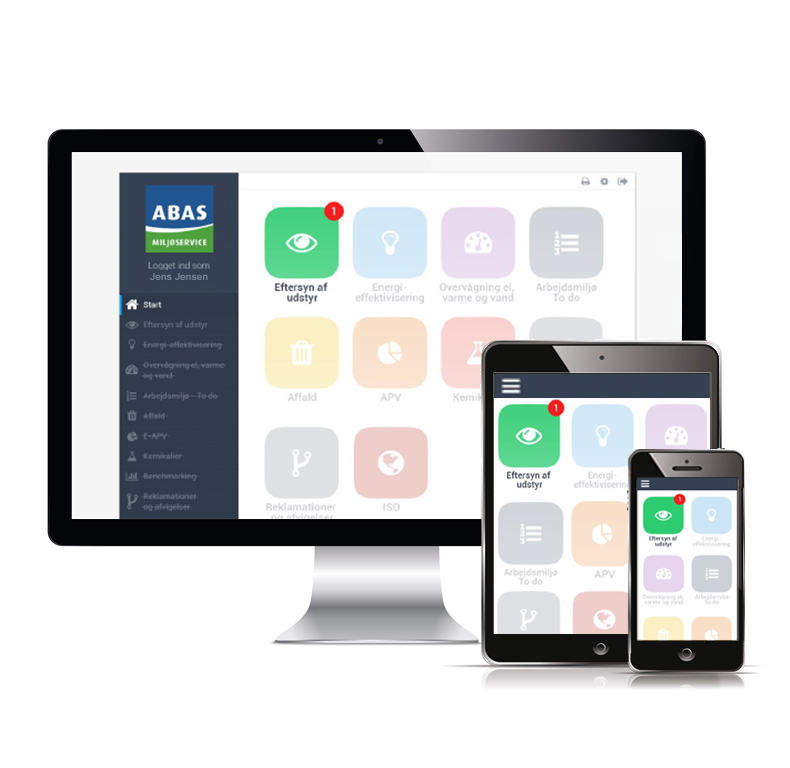 ABAS
MILJØSERVICE
Logget ind som
Jens Jensen
Start
Eftersyn af udstyr
Energi-effektivisering
Overvågning el, varme
og vand
Arbejdsmiljø - To do
Affald
E-APV
Kemikalier
Benchmarking
Reklamationer
og afvigelser
1
Eftersyn af
udstyr
Energi-
effektivisering
Overvågning el,
varme og vand
Arbejdsmiljø
To do
Affald
APV
Kemik
Reklamationer
og afvigelser
ISO
1
Eftersyn af
udstyr
Energi-
effektivisering
Arbejdsmiljø
To do
APV
1
Eftersyn af
udstyr
Energi-
effektivisering
Overvågning el,
varme og vand
Arbejdsmiljø
To do